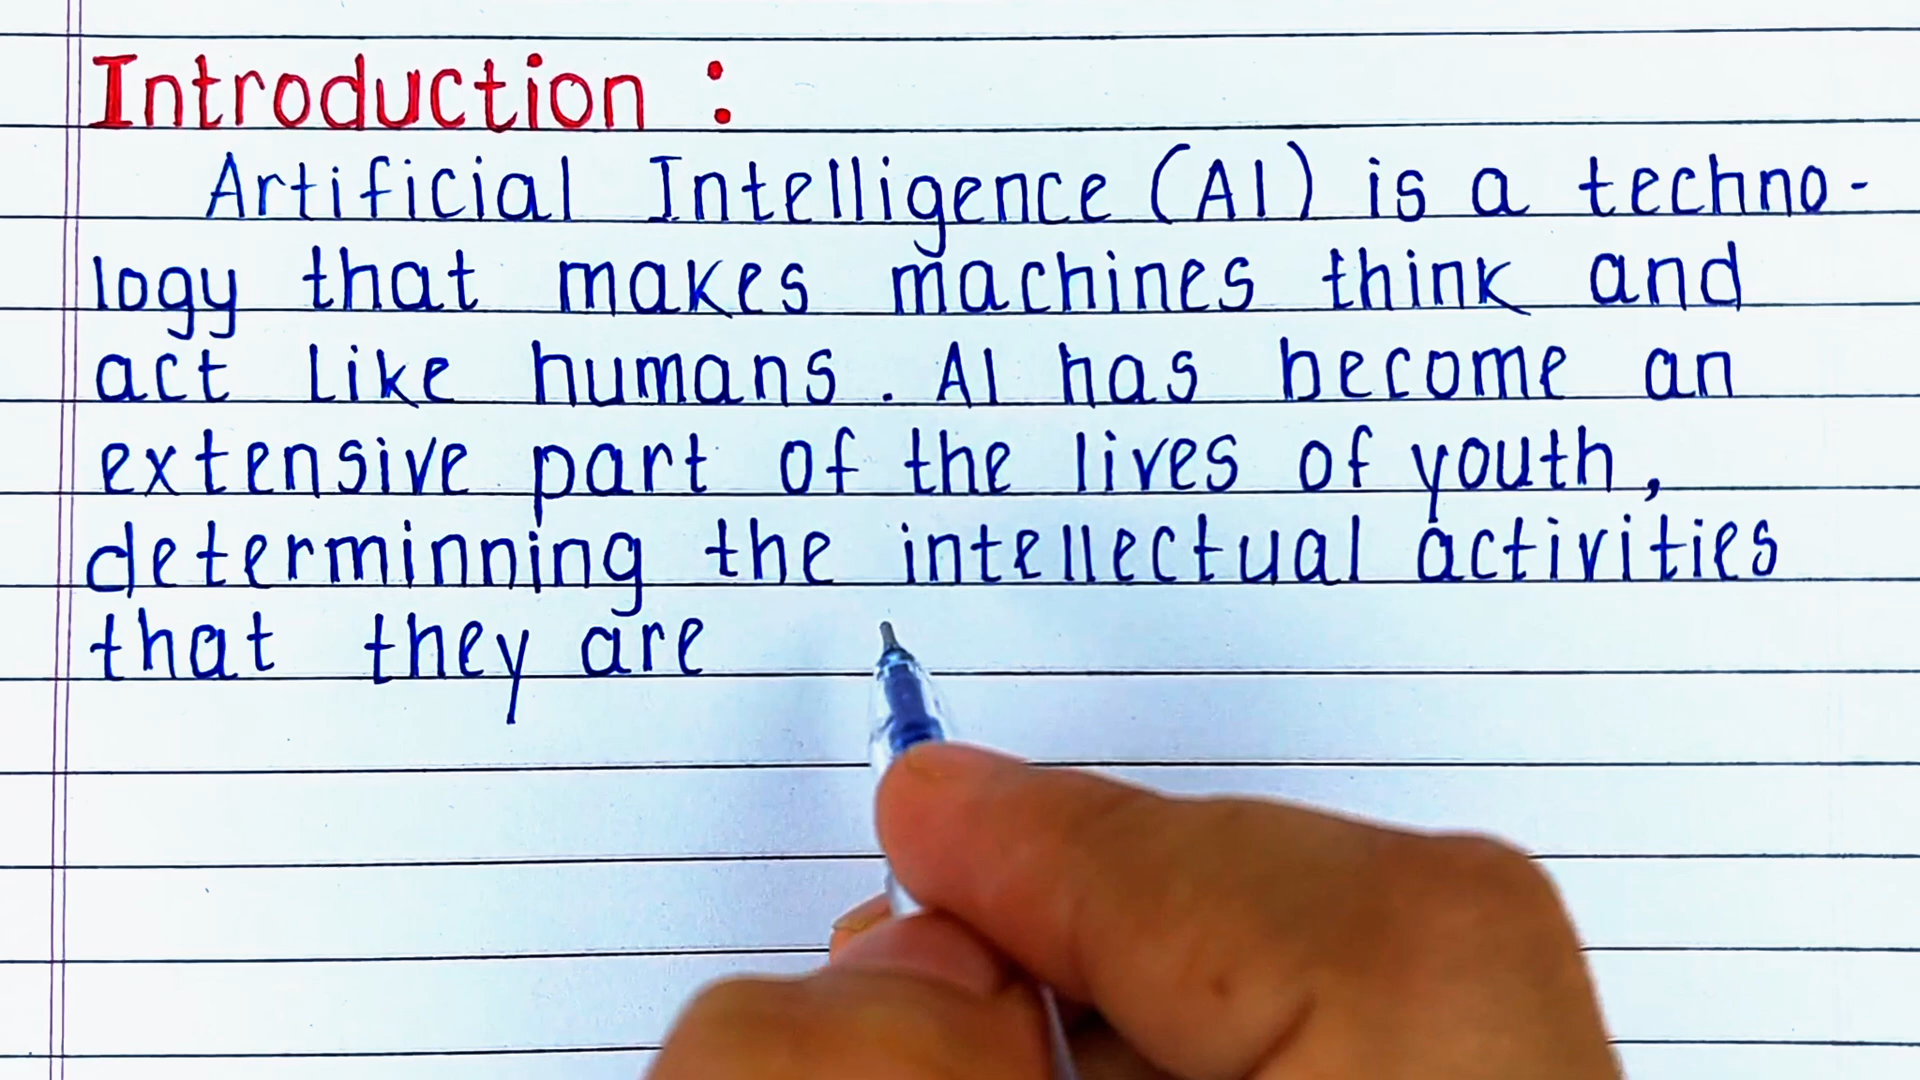 Introduction :
Artificial Intelligence (AI) is a techno-
logy that makes machines think and
act like humans. AI has become an
extensive part of the lives of youth,
determinning the intellectual activities
that they are